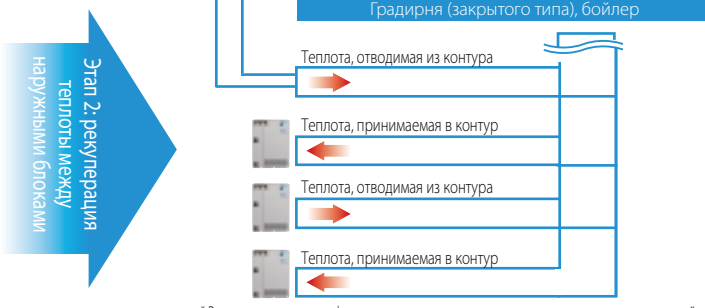 Градирня (закрытого типа), бойлер
Этап 2: рекуперация
теплоты между
наружными блоками
Теплота, отводимая из контура
Теплота, принимаемая в контур
Теплота, отводимая из контура
Теплота, принимаемая в контур